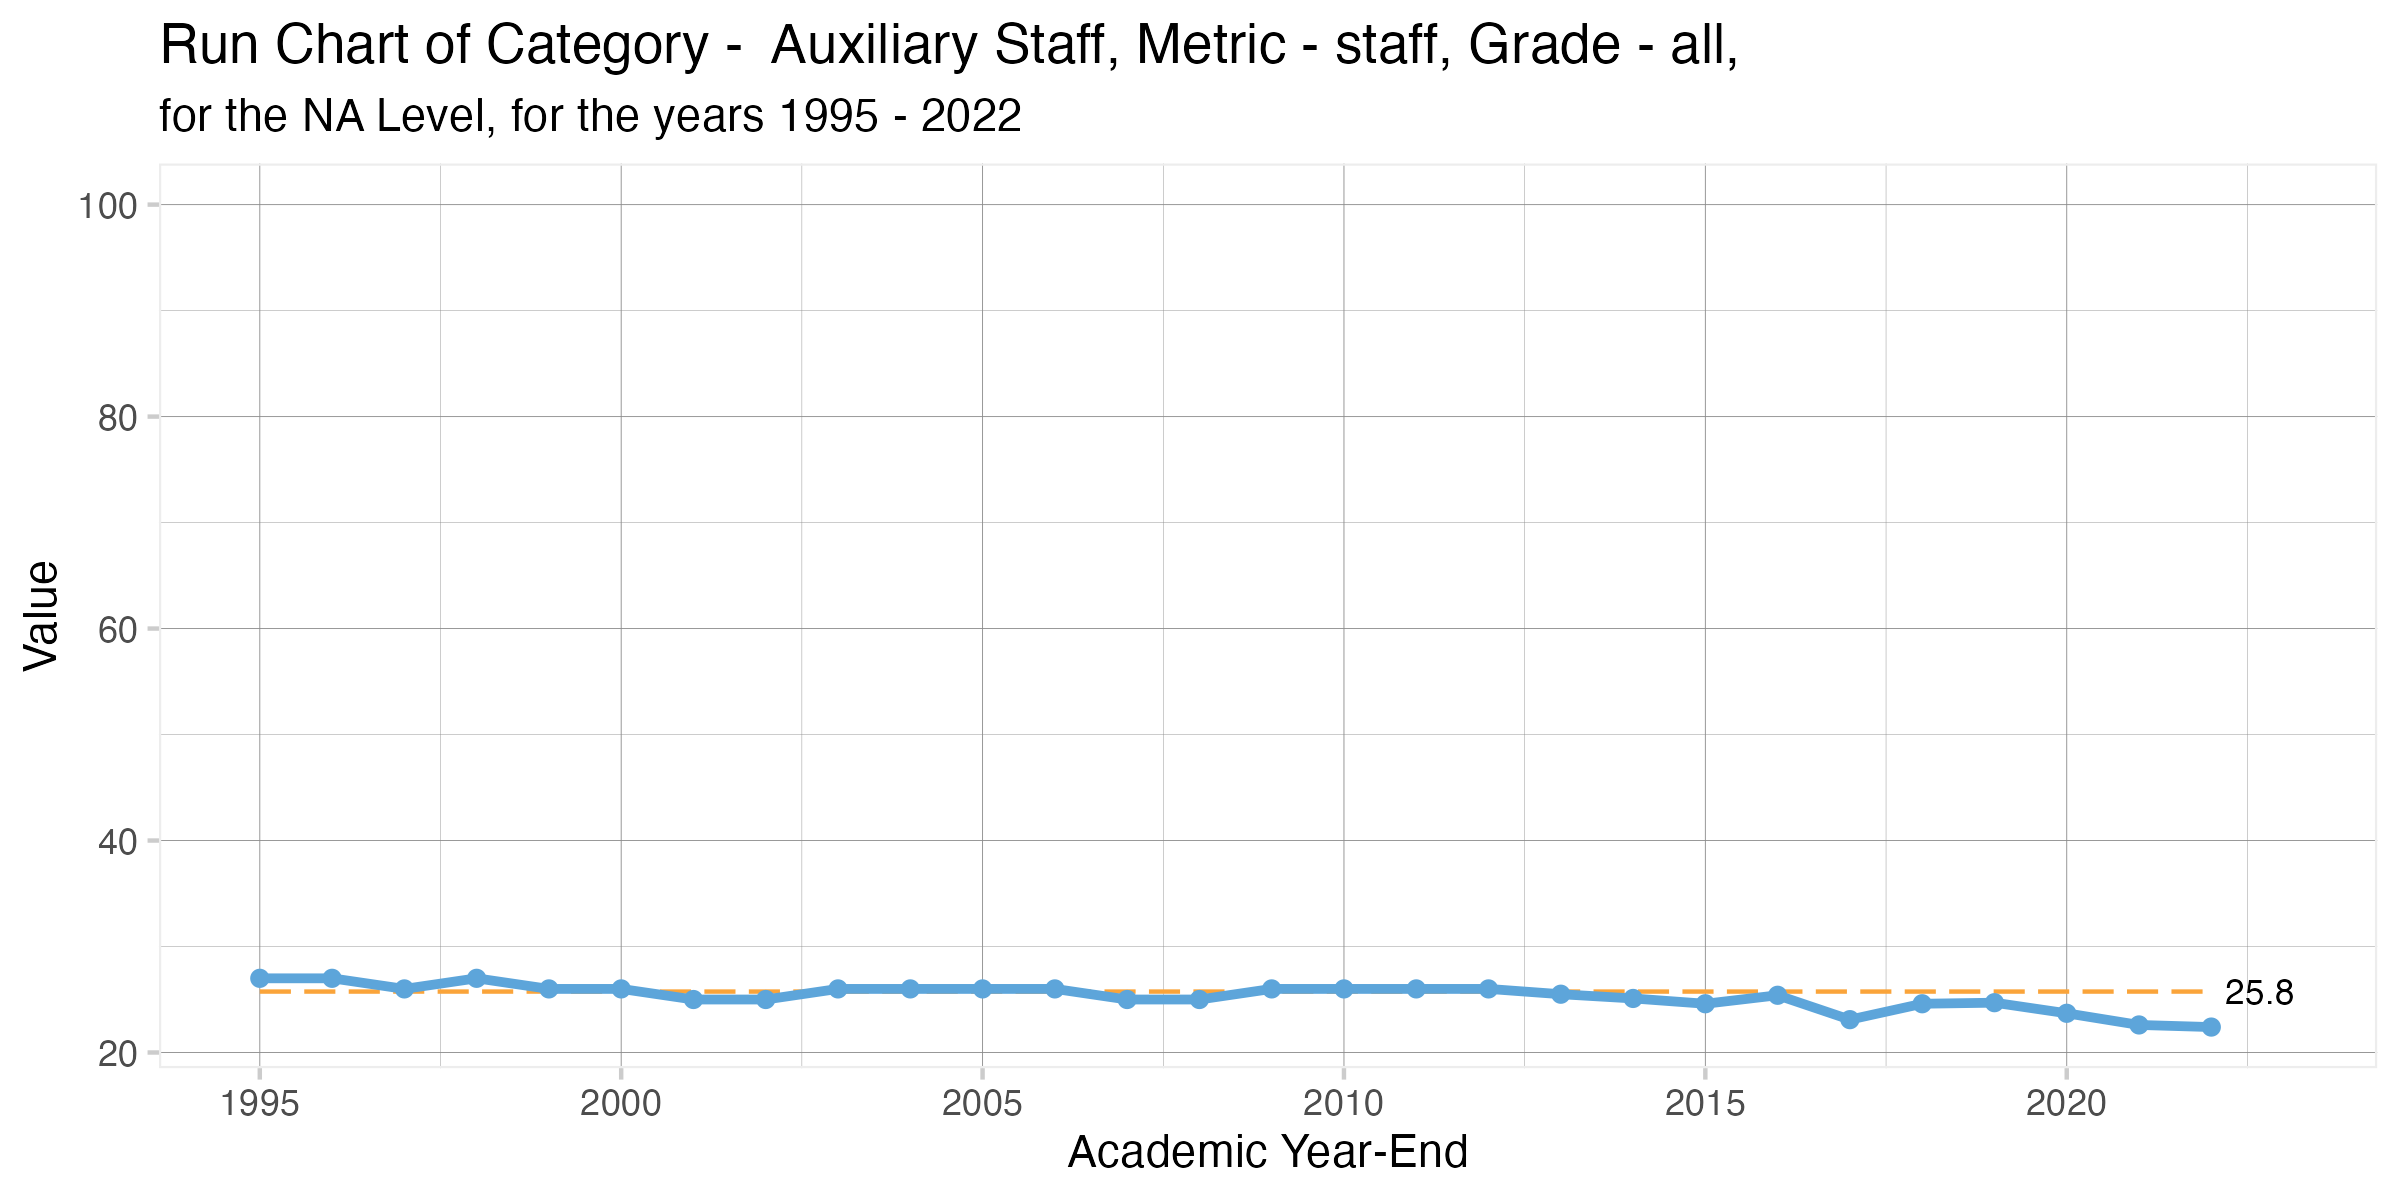 Run Chart of Category -  Auxiliary Staff, Metric - staff, Grade - all,
for the NA Level, for the years 1995 - 2022
100
80
60
40
20
Value
25.8
1995 2000 2005 2010 2015 2020
Academic Year-End